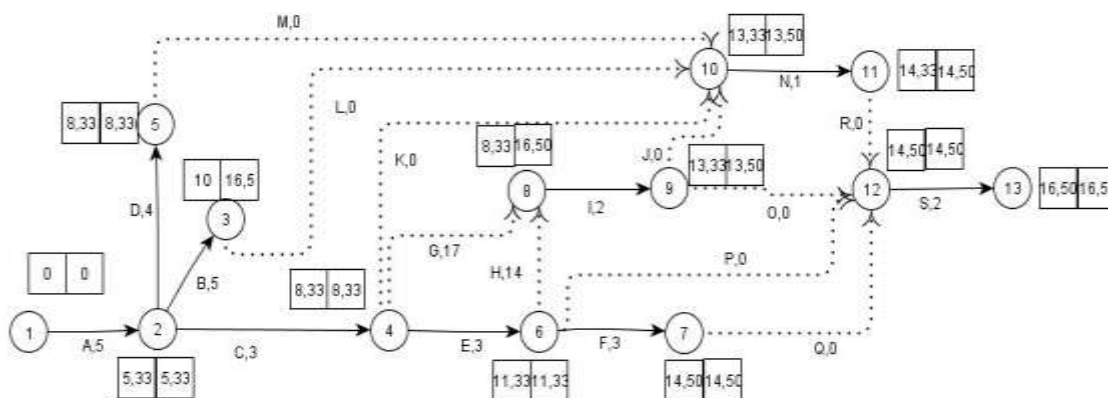 M,0
13,33 13,50
10
N,1
11
14,33 14,50
8,33 8,33
5
L,0
K,0
8,33 16,50
J,0
R,0
14,50 14,50
10 16,5
8
I,2
9
13,33 13,50
12
S,2
13
16,50 16,5
D,4
3
O,0
B,5
G,17
H,14
P,0
0 0
8,33 8,33
1
A,5
2
C,3
4
E,3
6
F,3
7
Q,0
5,33 5,33
11,33 11,33
14,50 14,50